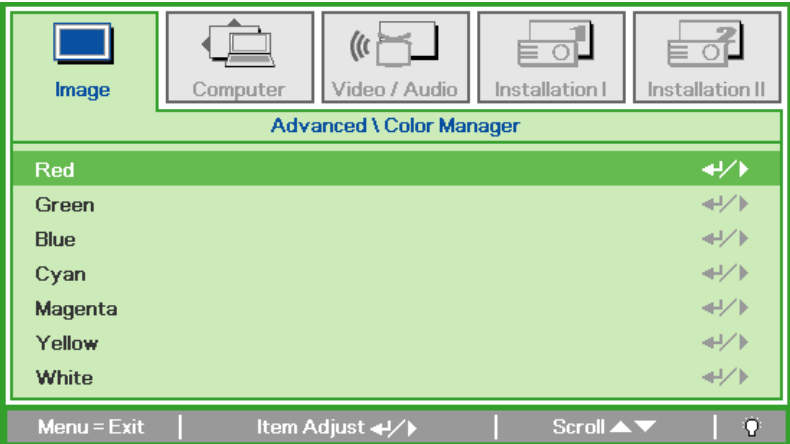 Image Computer Video / Audio Installation I Installation II
Advanced \ Color Manager
Red
Green
Blue
Cyan
Magenta
Yellow
White
Menu = Exit | Item Adjust ↵/▶ | Scroll ▲▼ |